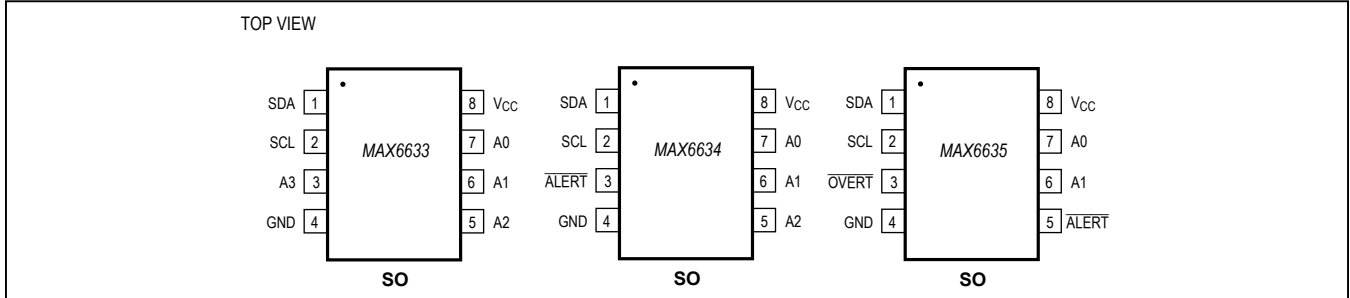 TOP VIEW
SDA 1 8 VCC SDA 1 8 VCC SDA 1 8 VCC
SCL 2 MAX6633 7 A0 SCL 2 MAX6634 7 A0 SCL 2 MAX6635 7 A0
A3 3 6 A1 ALERT 3 6 A1 OVERT 3 6 A1
GND 4 5 A2 GND 4 5 A2 GND 4 5 ALERT
SO SO SO